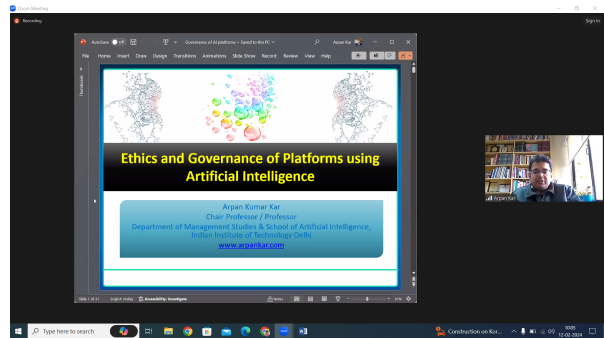 Zoom Meeting
Recording
Sign in
AutoSave Off
Governance of AI platforms • Saved to this PC
Arpan Kar
File Home Insert Draw Design Transitions Animations Slide Show Record Review View Help
Thumbnails
Ethics and Governance of Platforms using
Artificial Intelligence
Arpan Kumar Kar
Chair Professor / Professor
Department of Management Studies & School of Artificial Intelligence,
Indian Institute of Technology Delhi
www.arpankar.com
Arpan Kar
Slide 1 of 31 English (India) Accessibility: Investigate Notes
Type here to search
Construction on Kor...
10:05
12-02-2024